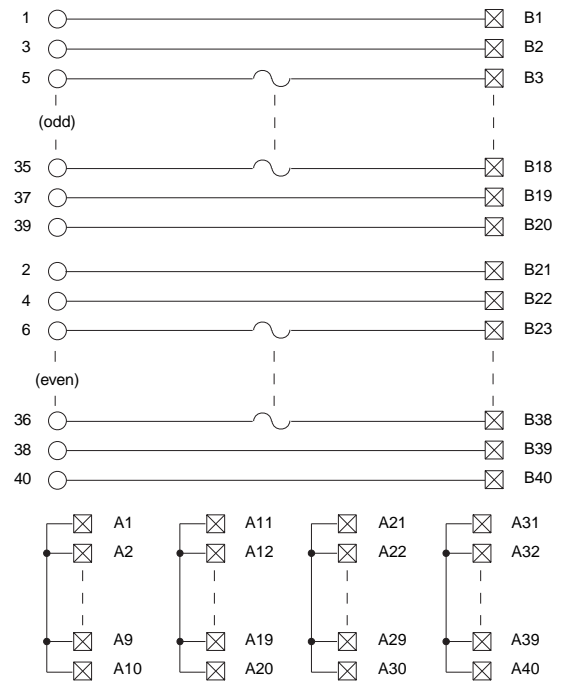 1 B1
3 B2
5 B3
(odd)
35 B18
37 B19
39 B20
2 B21
4 B22
6 B23
(even)
36 B38
38 B39
40 B40
A1 A11 A21 A31
A2 A12 A22 A32
A9 A19 A29 A39
A10 A20 A30 A40